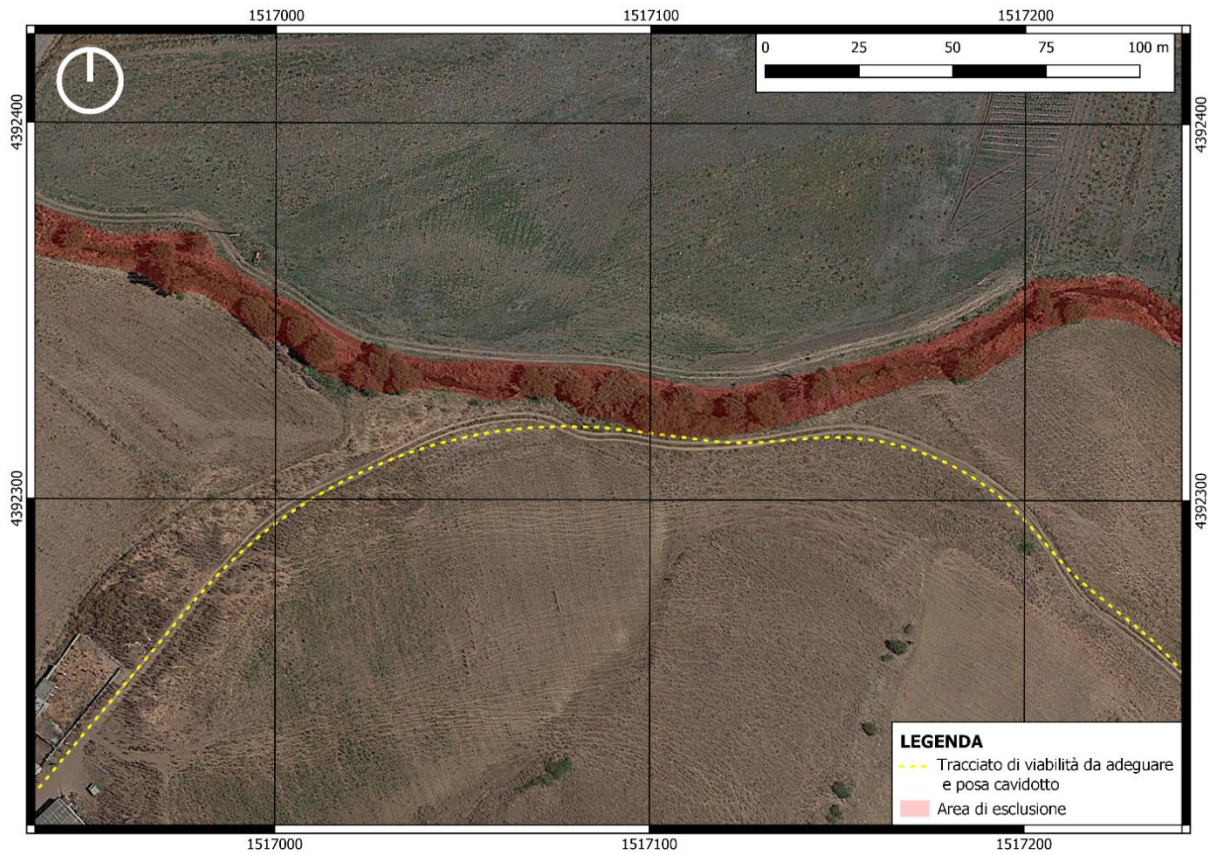 1517000 1517100 1517200
0 25 50 75 100 m
4392400 4392400
4392300 4392300
LEGENDA
Tracciato di viabilità da adeguare
e posa cavidotto
Area di esclusione
1517000 1517100 1517200